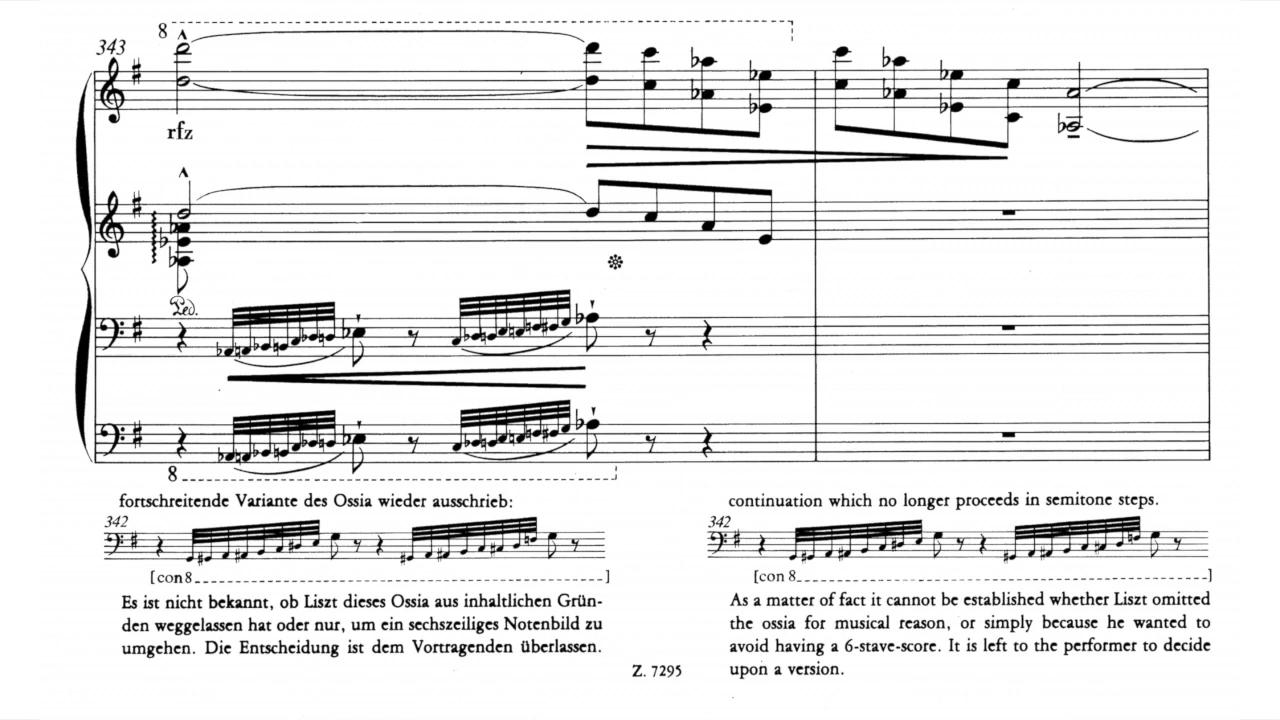 8
343
rfz
Ped.
8
fortschreitende Variante des Ossia wieder ausschrieb:
342
[con8 ]
Es ist nicht bekannt, ob Liszt dieses Ossia aus inhaltlichen Grün-
den weggelassen hat oder nur, um ein sechszeiliges Notenbild zu
umgehen. Die Entscheidung ist dem Vortragenden überlassen.
continuation which no longer proceeds in semitone steps.
342
[con8 ]
As a matter of fact it cannot be established whether Liszt omitted
the ossia for musical reason, or simply because he wanted to
avoid having a 6-stave-score. It is left to the performer to decide
upon a version.
Z. 7295